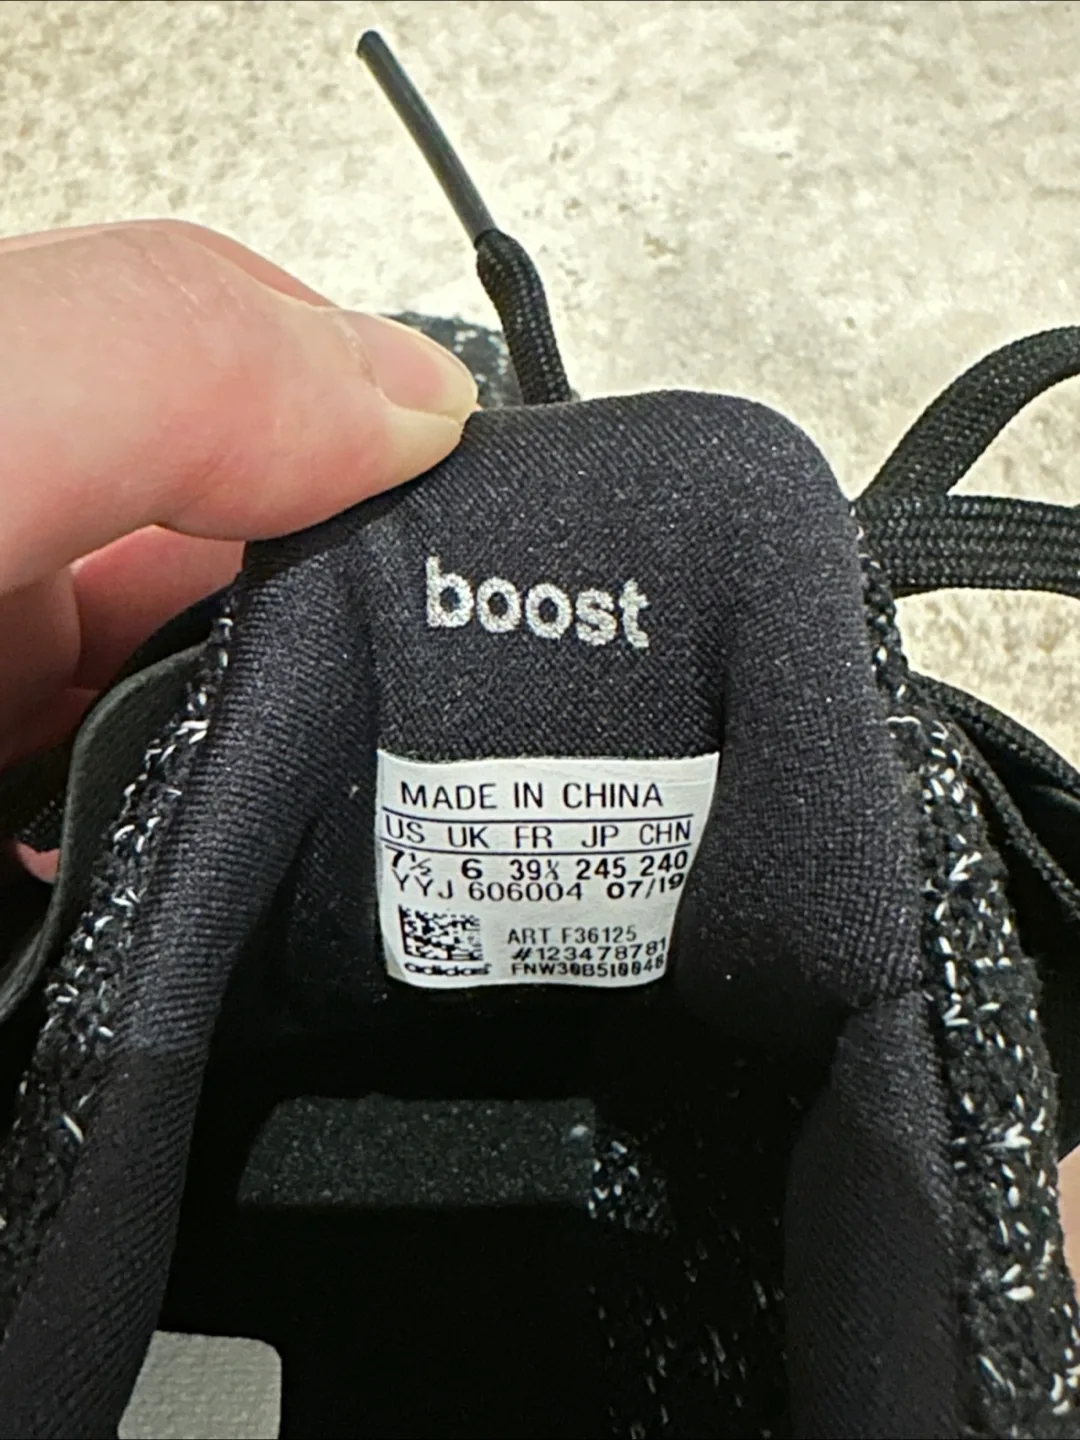 boost
MADE IN CHINA
US UK FR JP CHN
7½ 6 39⅓ 245 240
YYJ 606004 07/19
ART F36125
#123478781
adidas